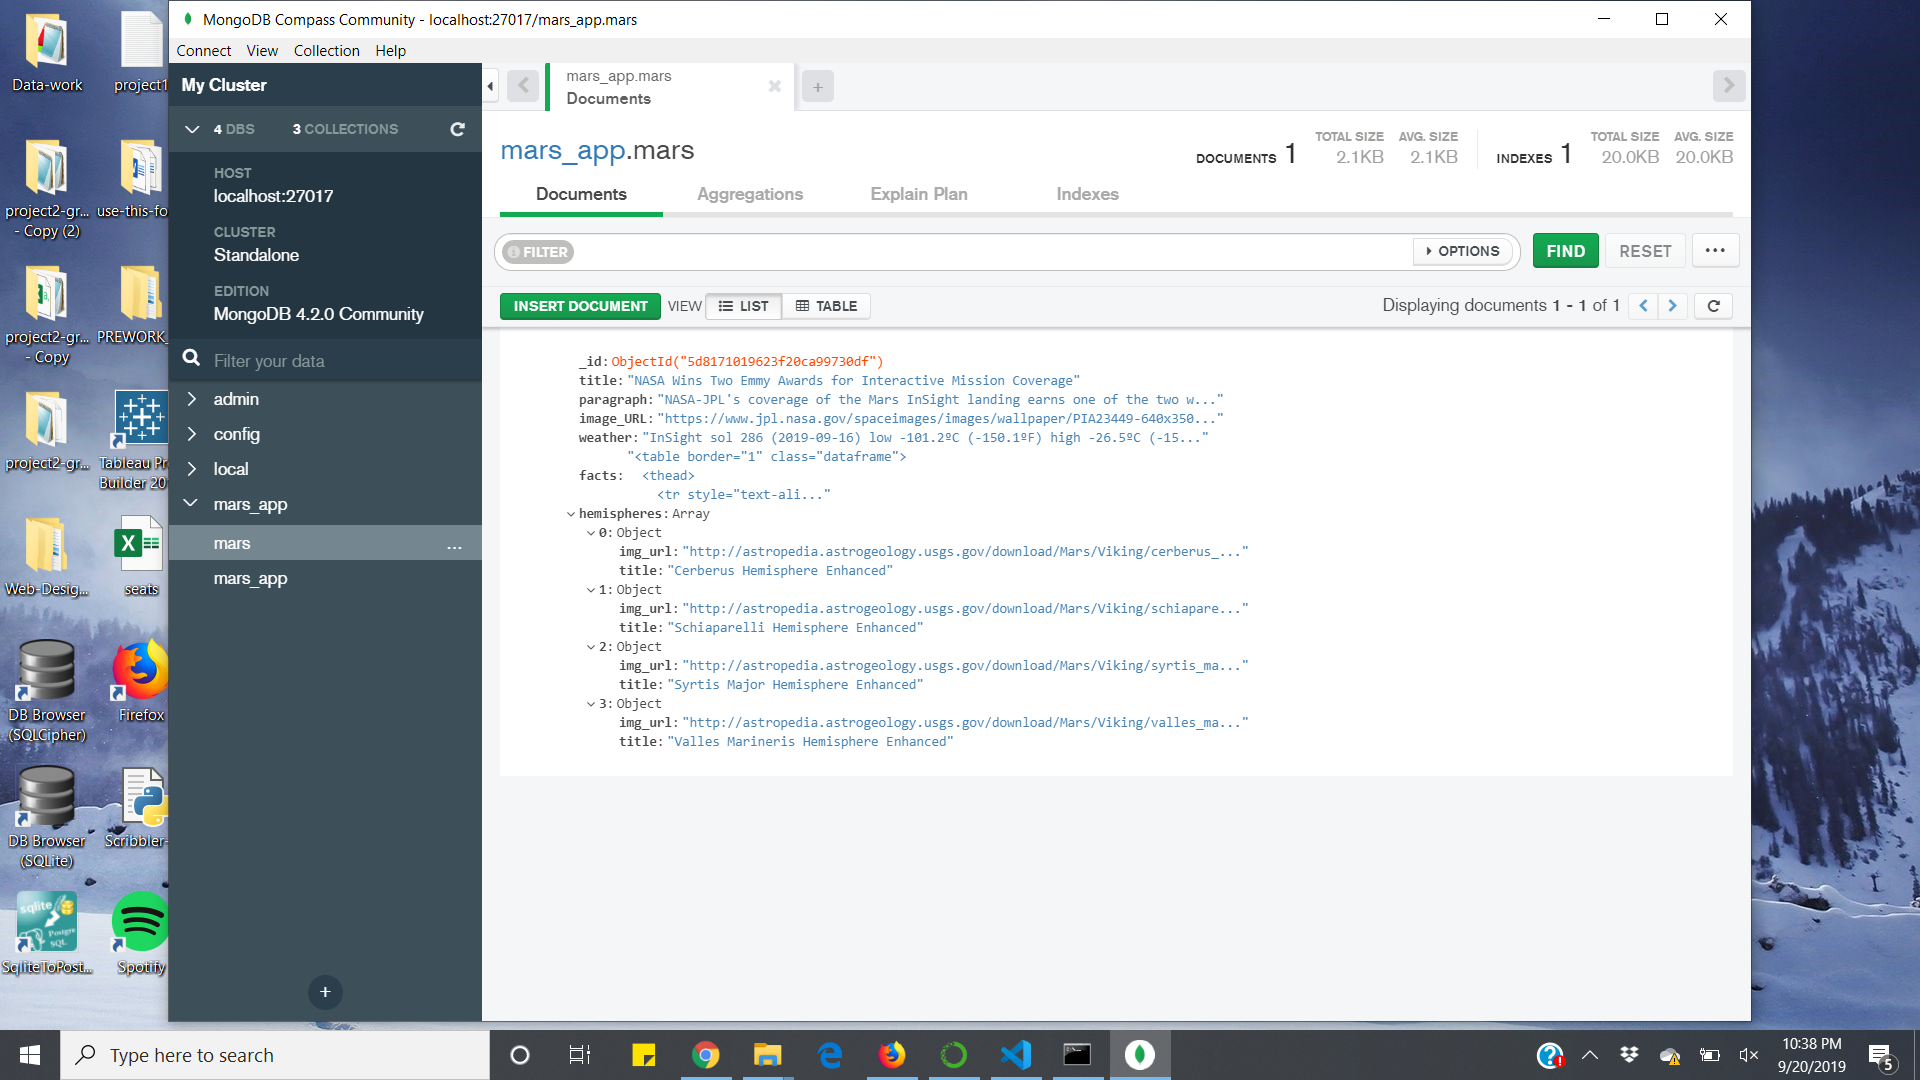 MongoDB Compass Community - localhost:27017/mars_app.mars
Connect View Collection Help
My Cluster
4 DBS 3 COLLECTIONS
HOST
localhost:27017
CLUSTER
Standalone
EDITION
MongoDB 4.2.0 Community
Filter your data
admin
config
local
mars_app
mars ...
mars_app
+
mars_app.mars
Documents
+
mars_app.mars
DOCUMENTS 1 TOTAL SIZE 2.1KB AVG. SIZE 2.1KB INDEXES 1 TOTAL SIZE 20.0KB AVG. SIZE 20.0KB
Documents Aggregations Explain Plan Indexes
FILTER OPTIONS FIND RESET ...
INSERT DOCUMENT VIEW LIST TABLE Displaying documents 1 - 1 of 1
_id: ObjectId("5d8171019623f20ca99730df")
title: "NASA Wins Two Emmy Awards for Interactive Mission Coverage"
paragraph: "NASA-JPL's coverage of the Mars InSight landing earns one of the two w..."
image_URL: "https://www.jpl.nasa.gov/spaceimages/images/wallpaper/PIA23449-640x350..."
weather: "InSight sol 286 (2019-09-16) low -101.2ºC (-150.1ºF) high -26.5ºC (-15..."
"<table border="1" class="dataframe">
facts: <thead>
<tr style="text-ali..."
hemispheres: Array
0: Object
img_url: "http://astropedia.astrogeology.usgs.gov/download/Mars/Viking/cerberus_..."
title: "Cerberus Hemisphere Enhanced"
1: Object
img_url: "http://astropedia.astrogeology.usgs.gov/download/Mars/Viking/schiapare..."
title: "Schiaparelli Hemisphere Enhanced"
2: Object
img_url: "http://astropedia.astrogeology.usgs.gov/download/Mars/Viking/syrtis_ma..."
title: "Syrtis Major Hemisphere Enhanced"
3: Object
img_url: "http://astropedia.astrogeology.usgs.gov/download/Mars/Viking/valles_ma..."
title: "Valles Marineris Hemisphere Enhanced"
Data-work project1
project2-gr... use-this-fo
- Copy (2)
project2-gr... PREWORK_
- Copy
project2-gr... Tableau Pr
Builder 20
Web-Desig... seats
DB Browser Firefox
(SQLCipher)
DB Browser Scribbler-
(SQLite)
sqlite
Postgre
SQL
SqliteToPost... Spotify
Type here to search
10:38 PM
9/20/2019
5